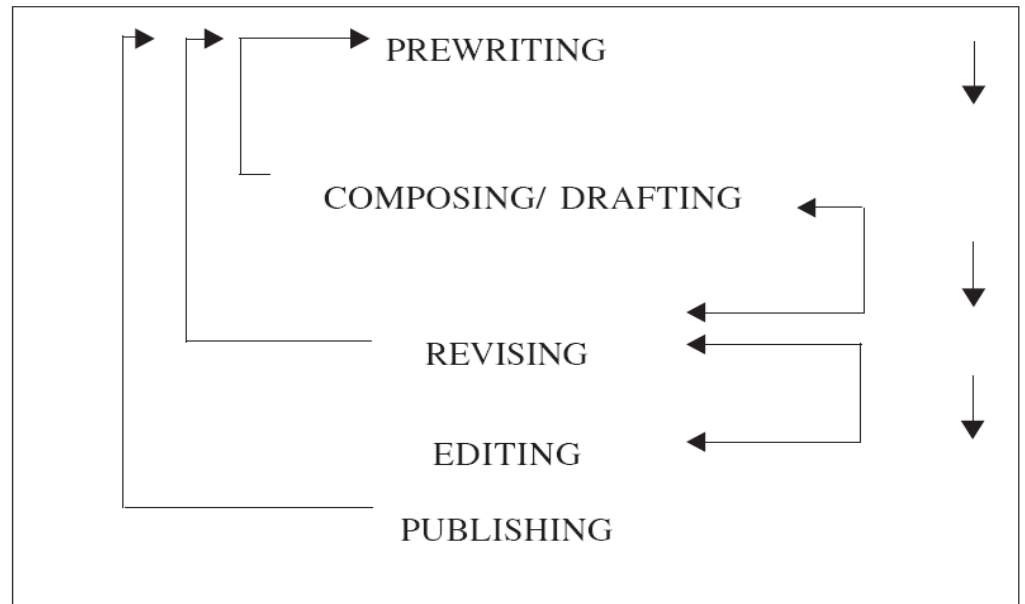 PREWRITING
COMPOSING/ DRAFTING
REVISING
EDITING
PUBLISHING